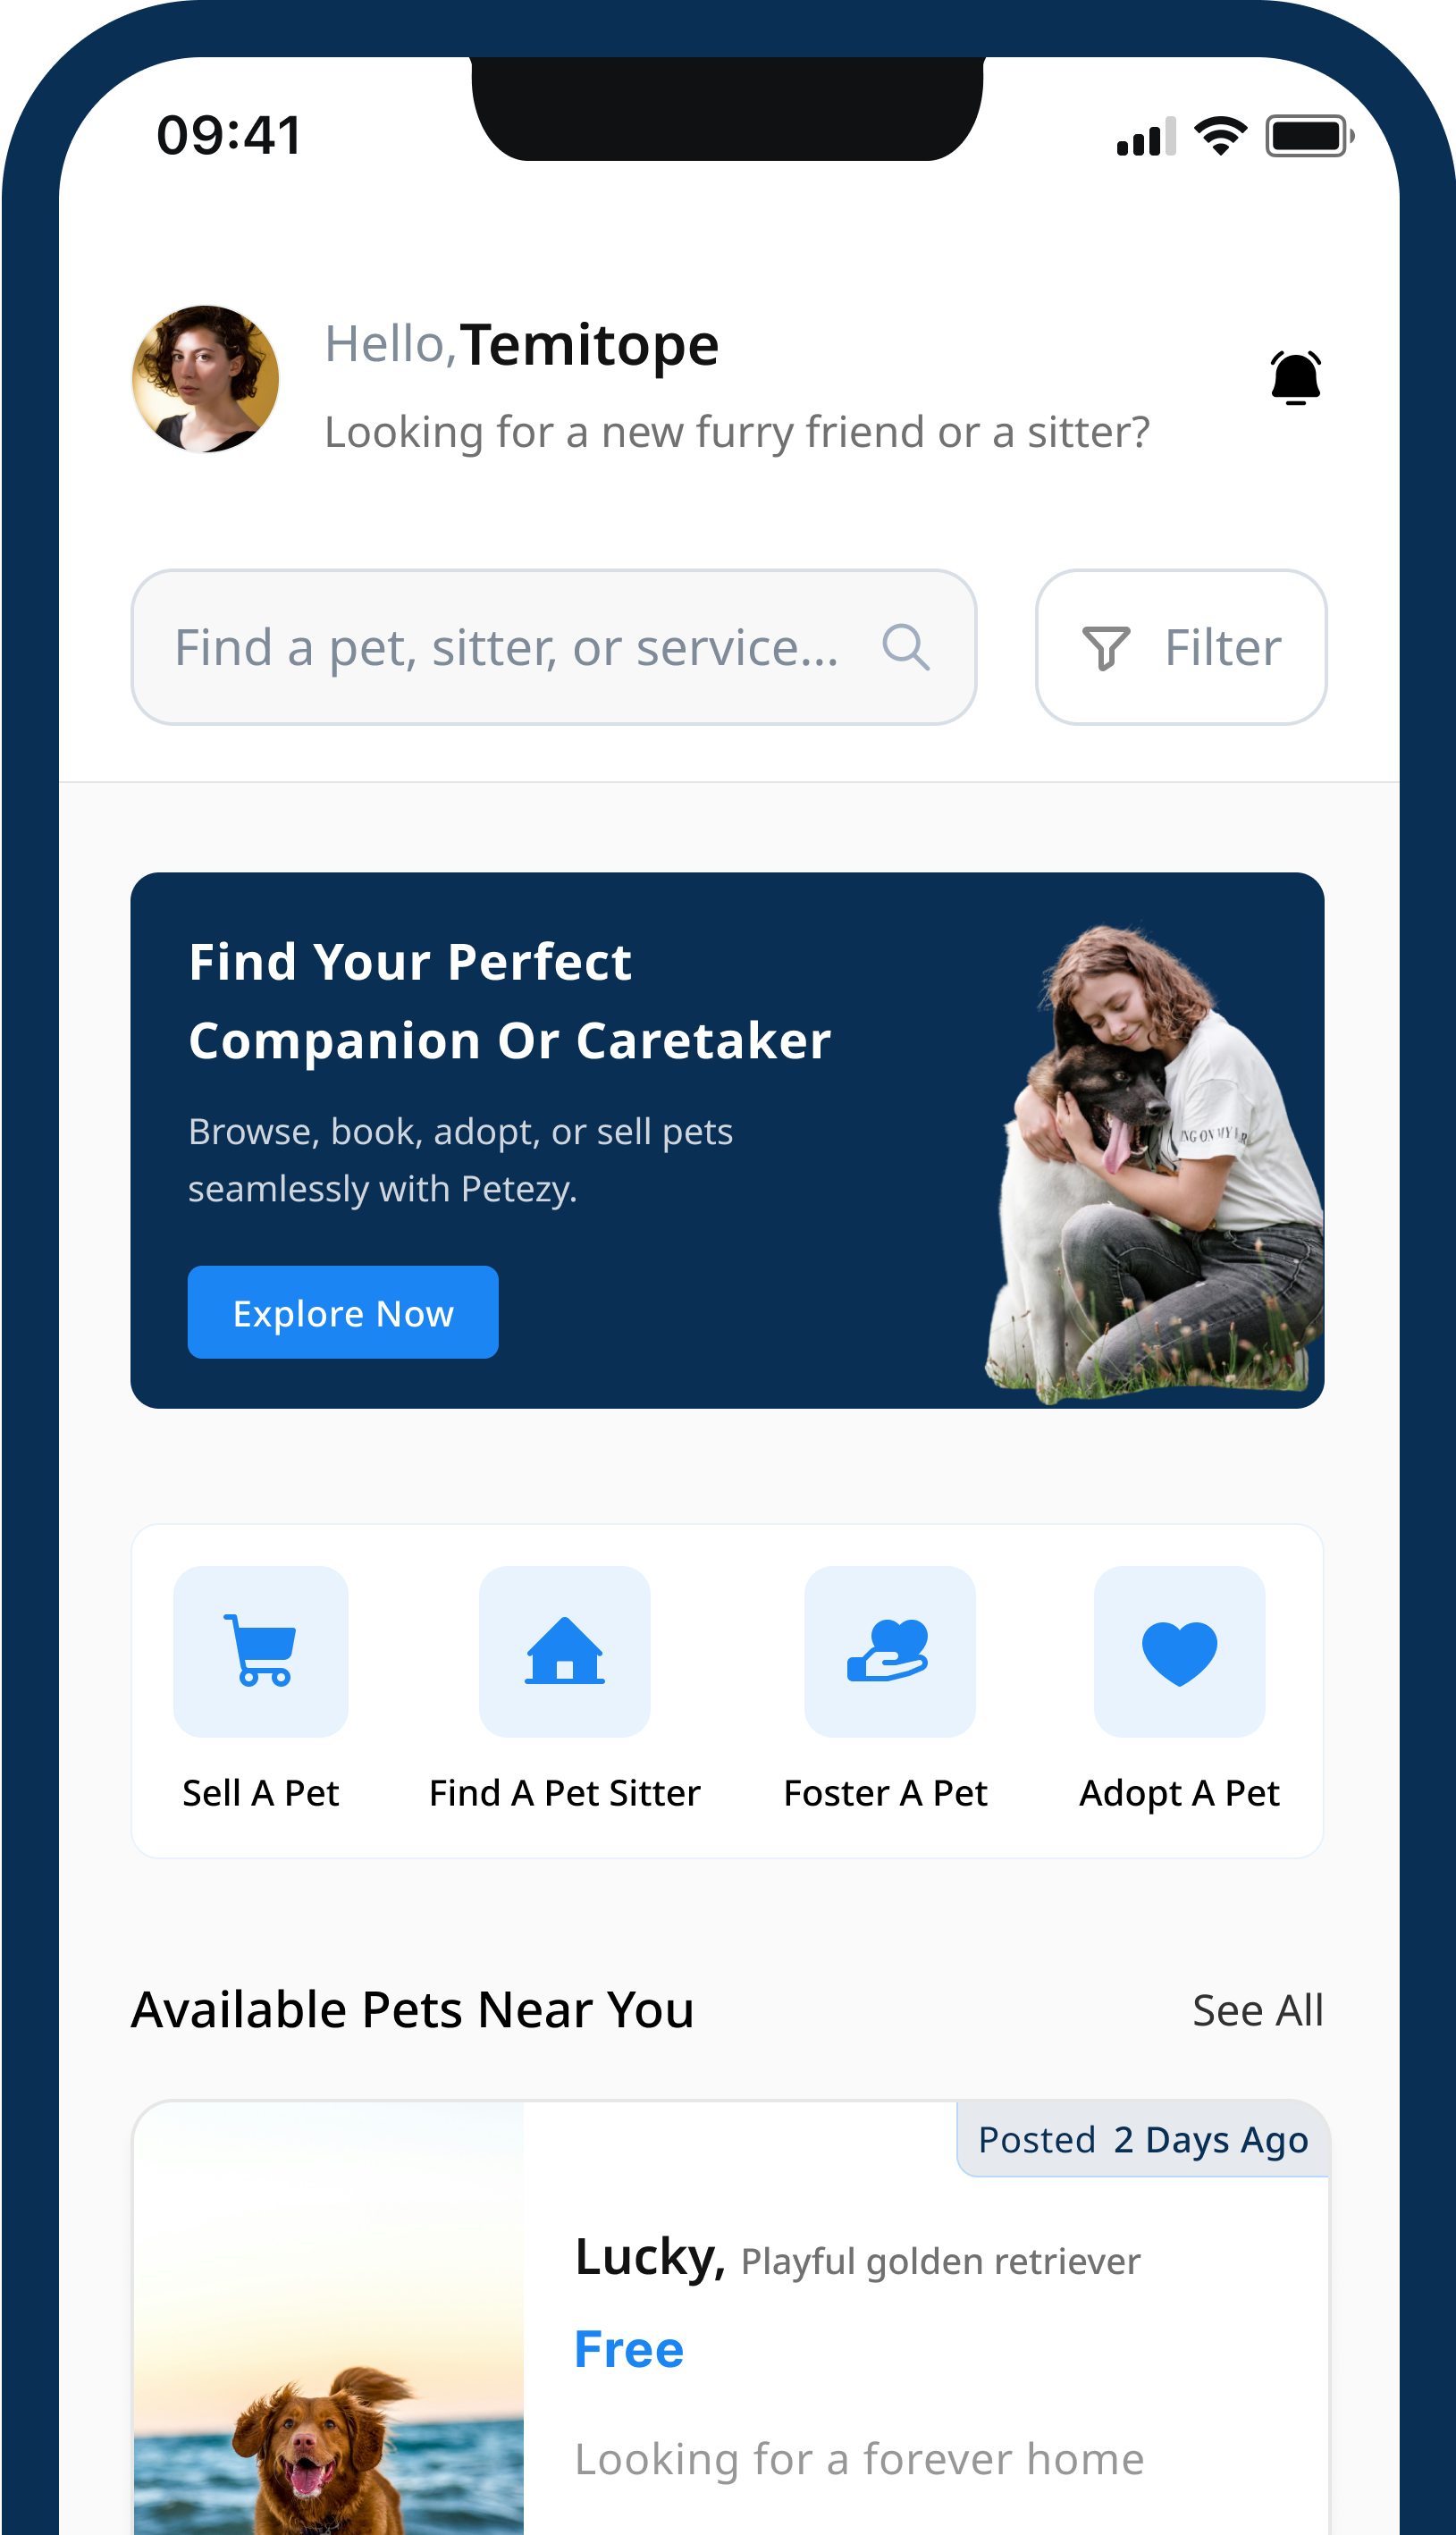 09:41
Hello,Temitope
Looking for a new furry friend or a sitter?
Find a pet, sitter, or service...
Filter
Find Your Perfect
Companion Or Caretaker
Browse, book, adopt, or sell pets
seamlessly with Petezy.
Explore Now
Sell A Pet
Find A Pet Sitter
Foster A Pet
Adopt A Pet
Available Pets Near You
See All
Posted 2 Days Ago
Lucky, Playful golden retriever
Free
Looking for a forever home